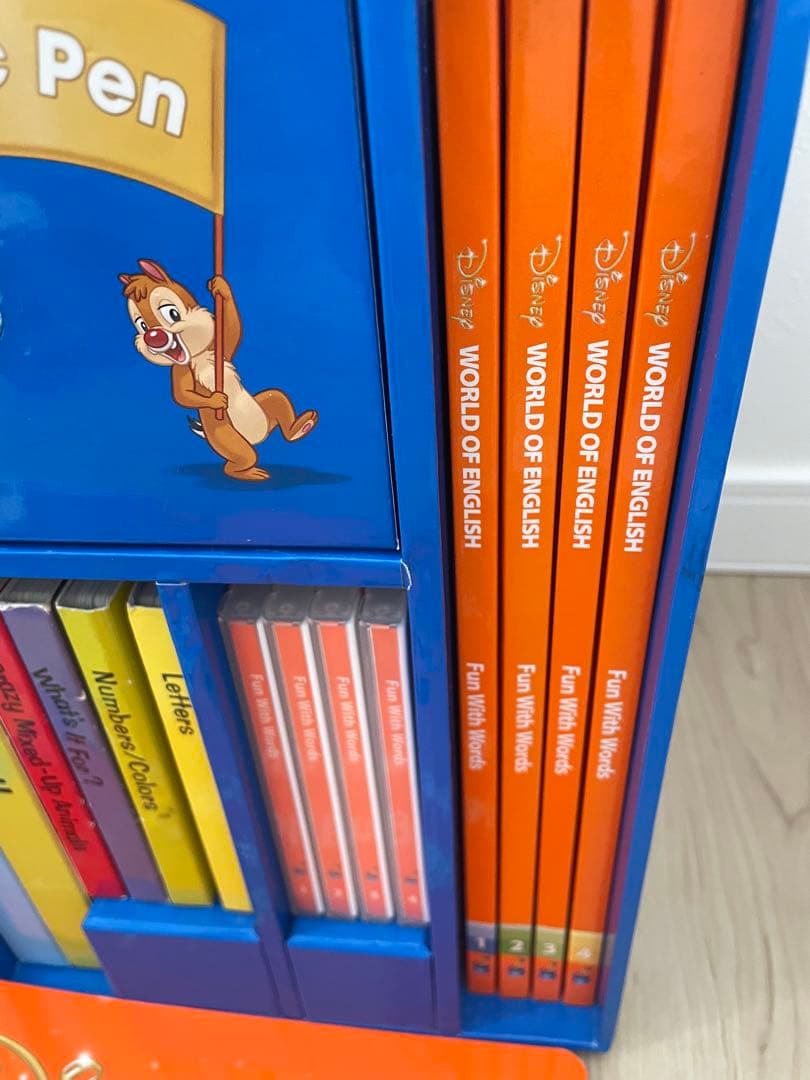 Pen
Disney WORLD OF ENGLISH Fun With Words 1
Disney WORLD OF ENGLISH Fun With Words 2
Disney WORLD OF ENGLISH Fun With Words 3
Disney WORLD OF ENGLISH Fun With Words 4
razy Mixed-Up Animals
What's It For?
Numbers/Colors
Letters
Fun With Words
Fun With Words
Fun With Words
Fun With Words 4